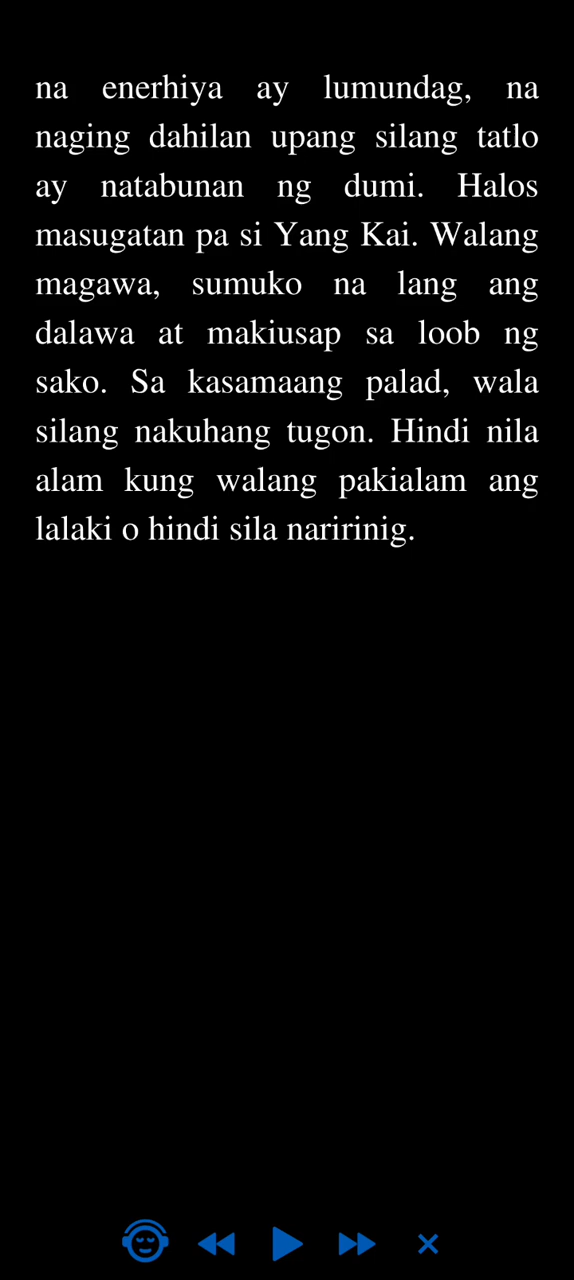 na enerhiya ay lumundag, na
naging dahilan upang silang tatlo
ay natabunan ng dumi. Halos
masugatan pa si Yang Kai. Walang
magawa, sumuko na lang ang
dalawa at makiusap sa loob ng
sako. Sa kasamaang palad, wala
silang nakuhang tugon. Hindi nila
alam kung walang pakialam ang
lalaki o hindi sila naririnig.